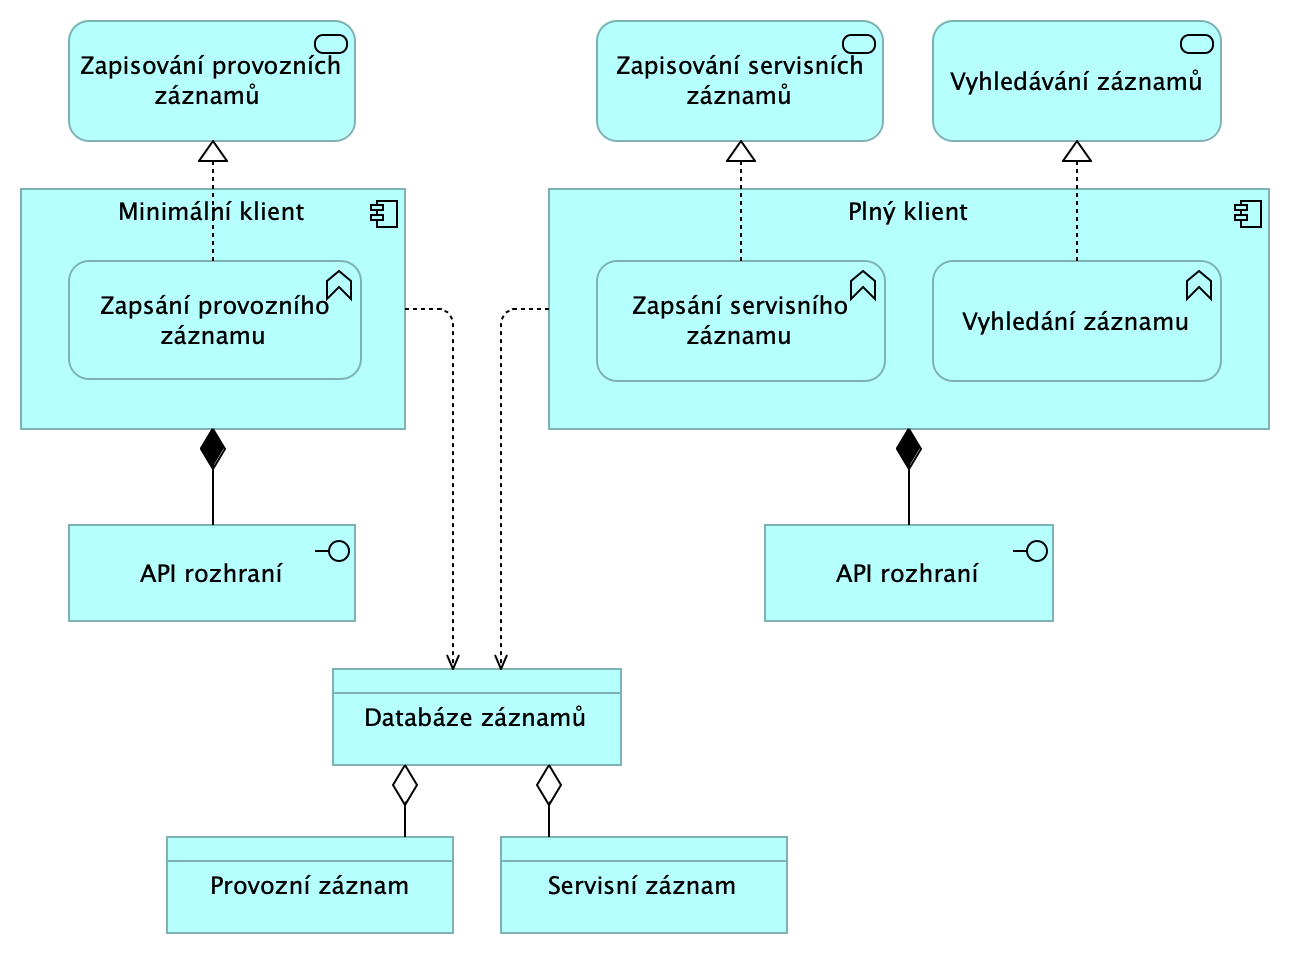 Zapisování provozních
záznamů
Zapisování servisních
záznamů
Vyhledávání záznamů
Minimální klient
Plný klient
Zapsání provozního
záznamu
Zapsání servisního
záznamu
Vyhledání záznamu
API rozhraní
API rozhraní
Databáze záznamů
Provozní záznam
Servisní záznam